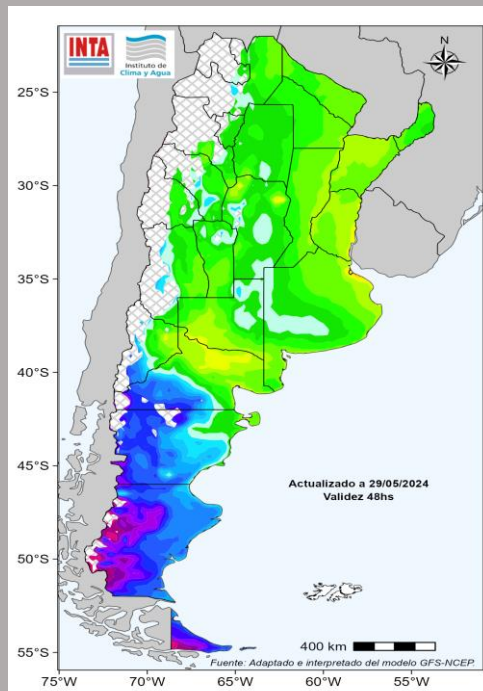 INTA
Instituto de
Clima y Agua
N
25°S
30°S
35°S
40°S
45°S
50°S
55°S
Actualizado a 29/05/2024
Validez 48hs
400 km
Fuente: Adaptado e interpretado del modelo GFS-NCEP.
75°W
70°W
65°W
60°W
55°W